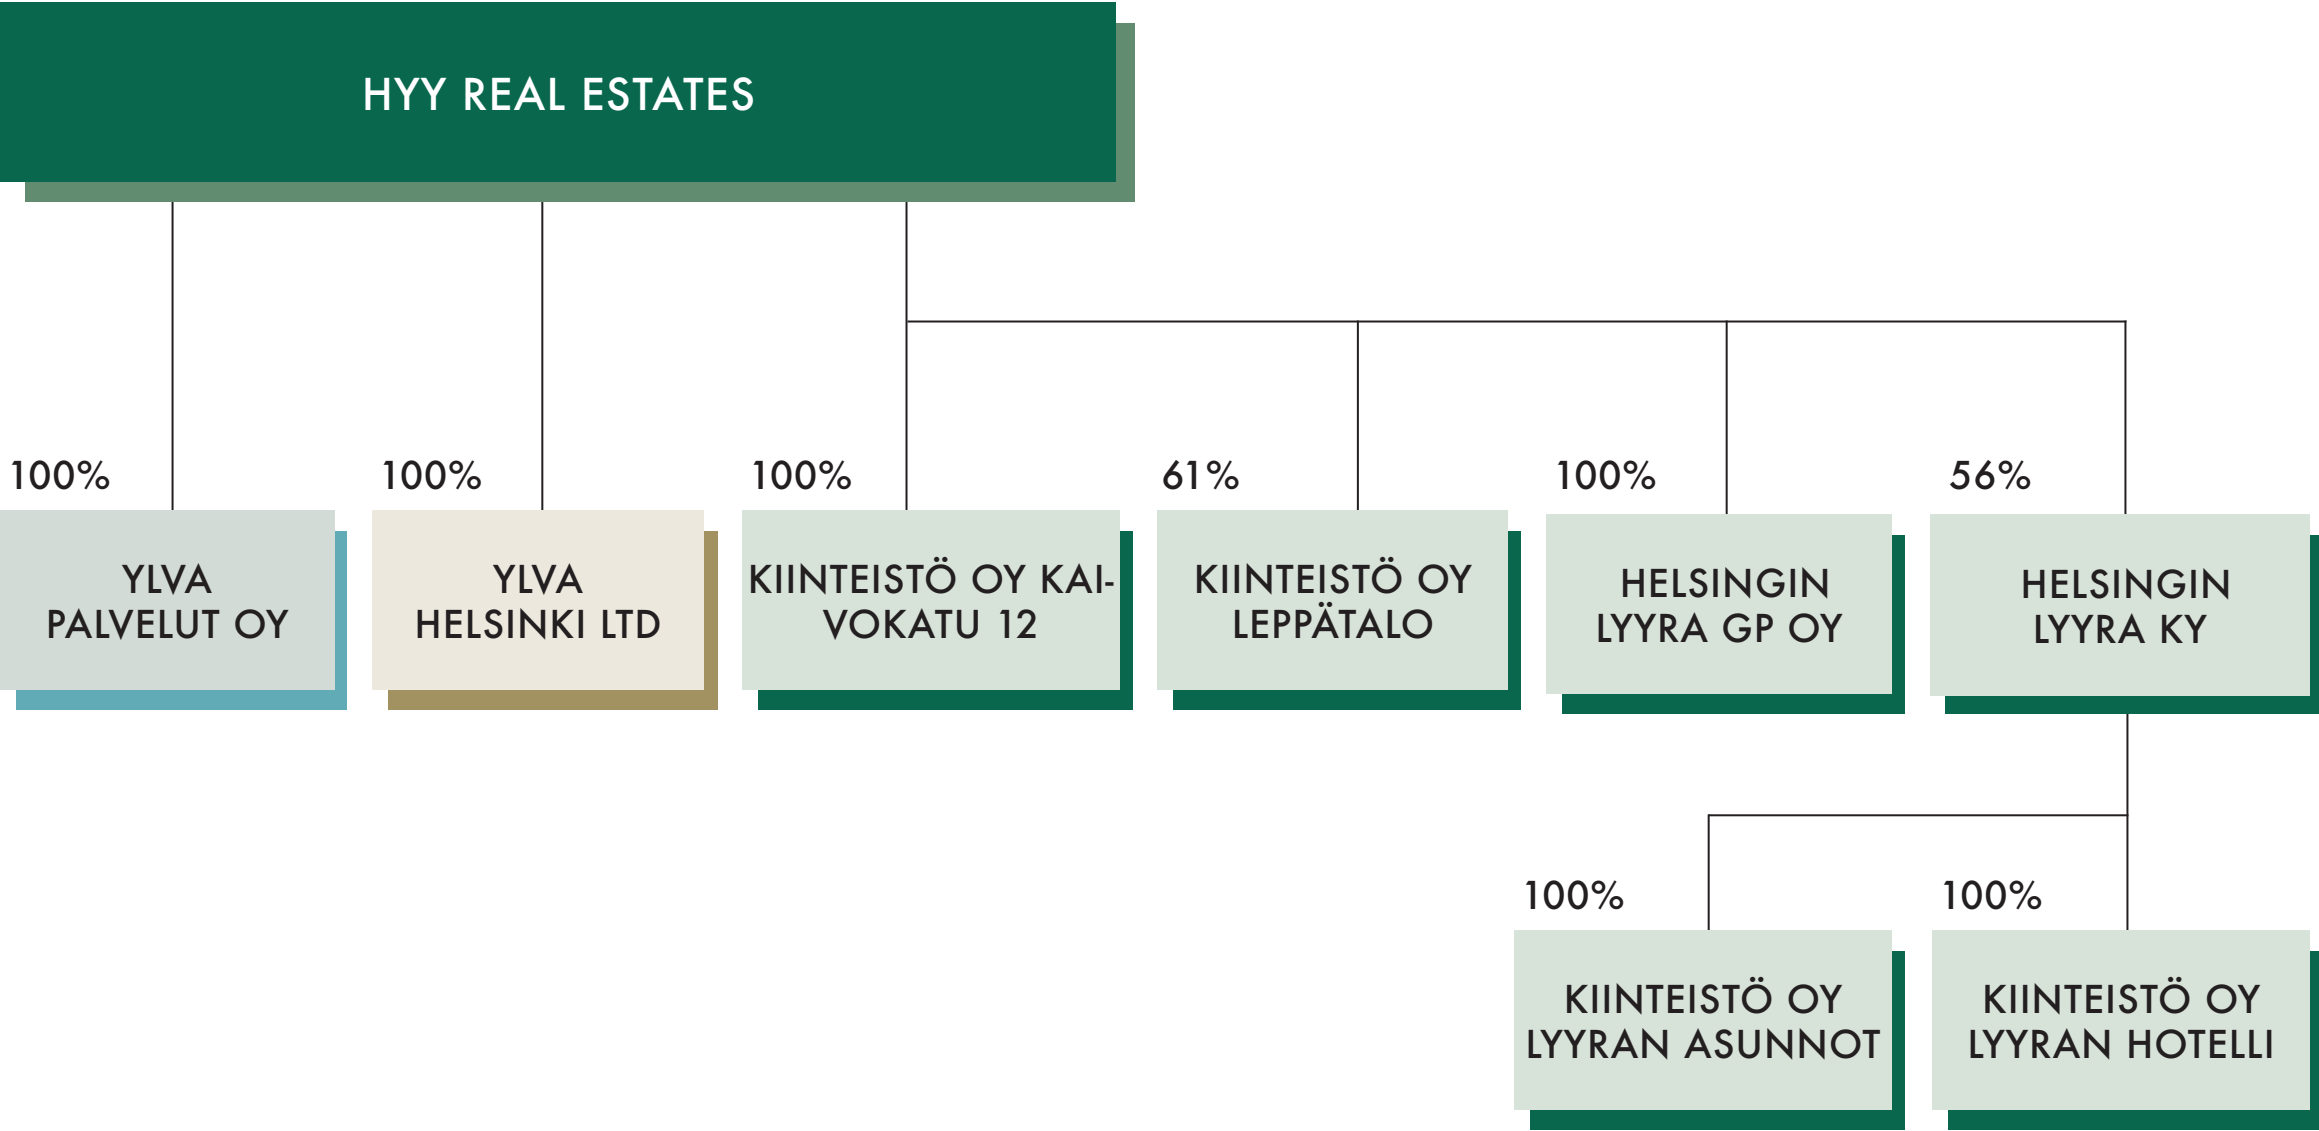 HYY REAL ESTATES
100%
100%
100%
61%
100%
56%
YLVA
PALVELUT OY
YLVA
HELSINKI LTD
KIINTEISTÖ OY KAI-
VOKATU 12
KIINTEISTÖ OY
LEPPÄTALO
HELSINGIN
LYYRA GP OY
HELSINGIN
LYYRA KY
100%
100%
KIINTEISTÖ OY
LYYRAN ASUNNOT
KIINTEISTÖ OY
LYYRAN HOTELLI